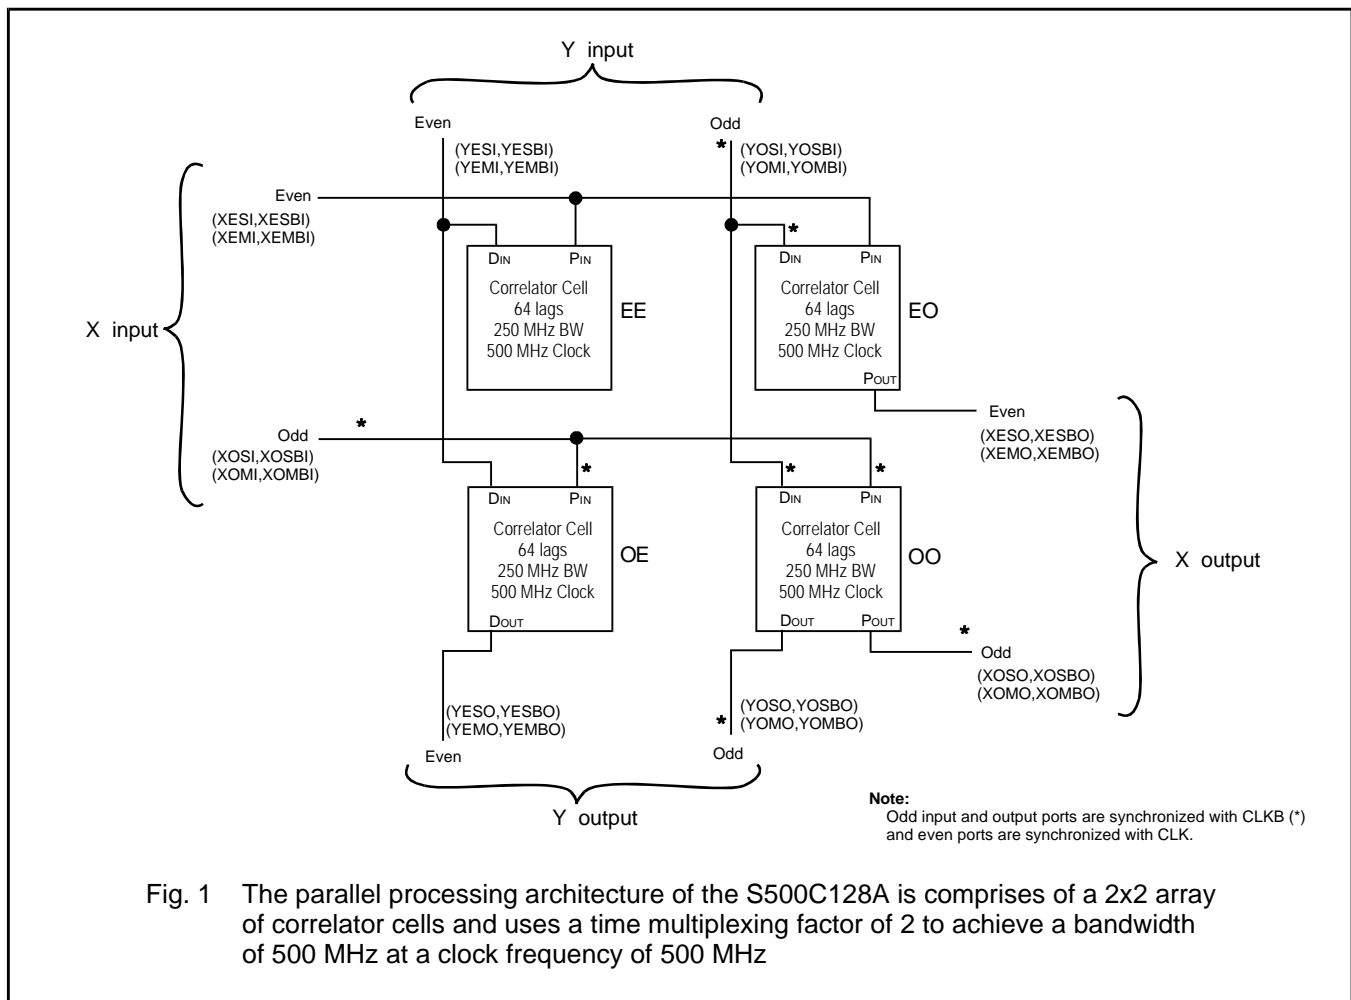 Y input
Even
Odd
*
(YESI,YESBI)
(YEMI,YEMBI)
(YOSI,YOSBI)
(YOMI,YOMBI)
Even
(XESI,XESBI)
(XEMI,XEMBI)
*
DIN PIN
Correlator Cell
64 lags
250 MHz BW
500 MHz Clock
EE
DIN PIN
Correlator Cell
64 lags
250 MHz BW
500 MHz Clock
POUT
EO
X input
Even
(XESO,XESBO)
(XEMO,XEMBO)
*
Odd
(XOSI,XOSBI)
(XOMI,XOMBI)
* * *
DIN PIN
Correlator Cell
64 lags
250 MHz BW
500 MHz Clock
DOUT
OE
DIN PIN
Correlator Cell
64 lags
250 MHz BW
500 MHz Clock
DOUT POUT
OO
X output
*
Odd
(XOSO,XOSBO)
(XOMO,XOMBO)
(YESO,YESBO)
(YEMO,YEMBO)
Even
*
(YOSO,YOSBO)
(YOMO,YOMBO)
Odd
Y output
Note:
Odd input and output ports are synchronized with CLKB (*)
and even ports are synchronized with CLK.
Fig. 1 The parallel processing architecture of the S500C128A is comprises of a 2x2 array
of correlator cells and uses a time multiplexing factor of 2 to achieve a bandwidth
of 500 MHz at a clock frequency of 500 MHz